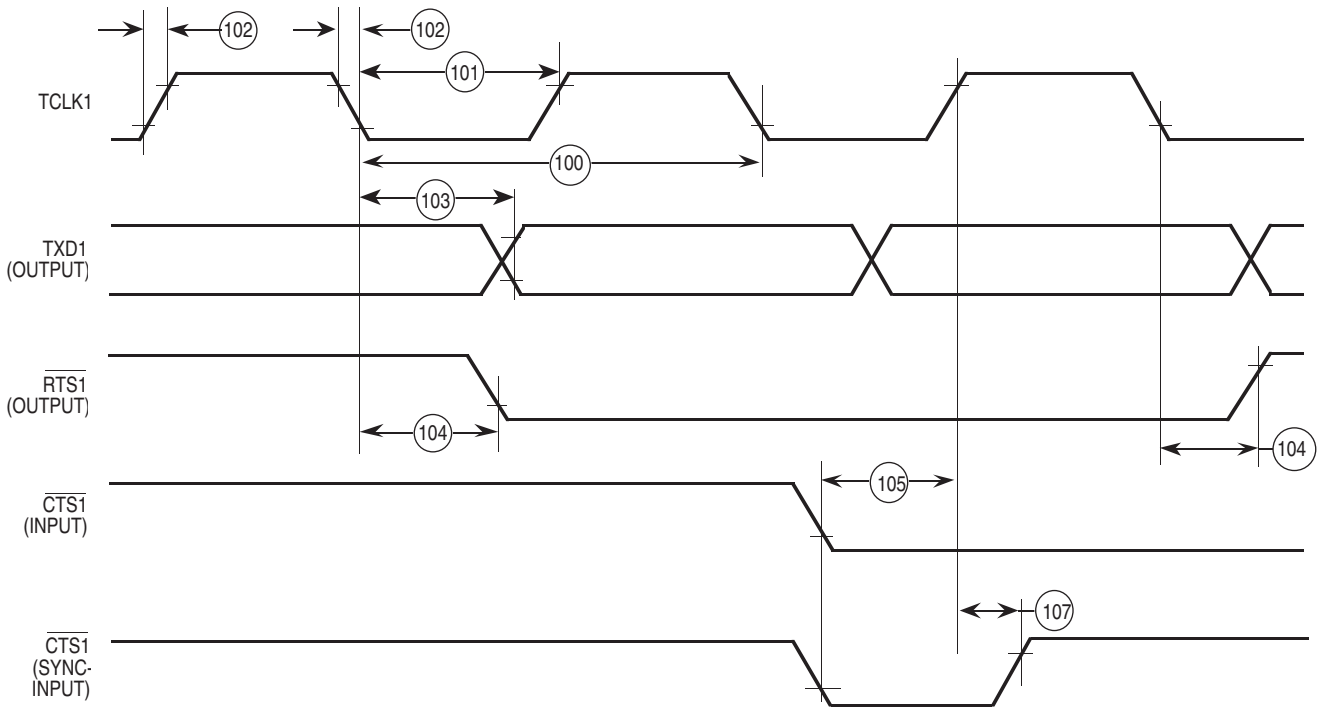 102
102
101
TCLK1
100
103
TXD1
(OUTPUT)
RTS1
(OUTPUT)
104
104
105
CTS1
(INPUT)
107
CTS1
(SYNC-
INPUT)